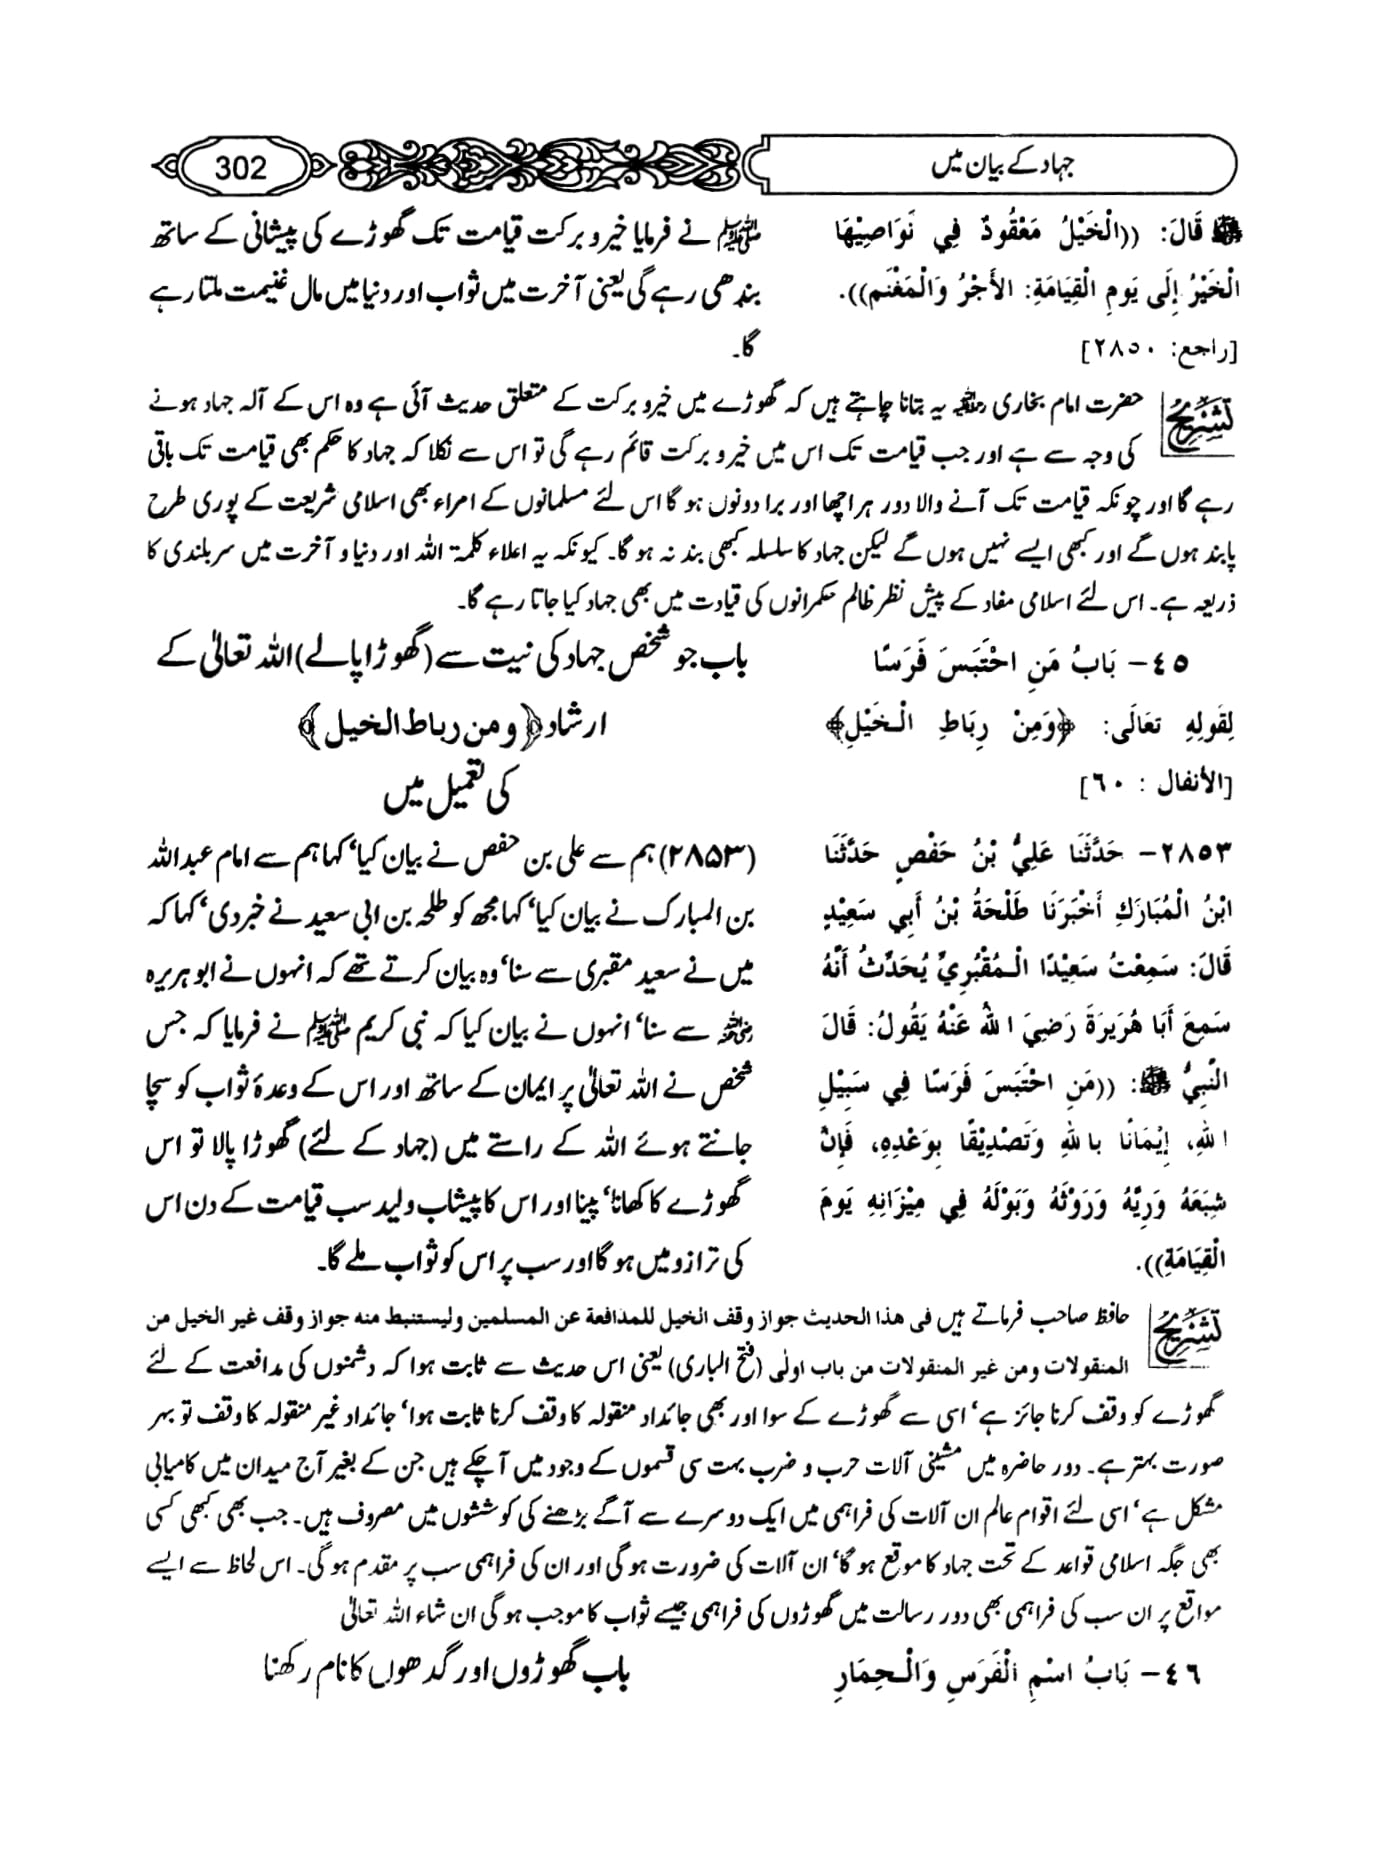 جہاد کے بیان میں
302
ﷺ قَالَ: ((الْخَيْلُ مَعْقُودٌ فِي نَوَاصِيْهَا
الْخَيْرُ إِلَى يَومِ الْقِيَامَةِ: الأَجْرُ وَالْمَغْنَم)).
[راجع: ٢٨٥٠]
ﷺ نے فرمایا خیر و برکت قیامت تک گھوڑے کی پیشانی کے ساتھ
بندھی رہے گی یعنی آخرت میں ثواب اور دنیا میں مال غنیمت ملتا رہے
گا۔
تشریح
حضرت امام بخاری رحمہ اللہ یہ بتانا چاہتے ہیں کہ گھوڑے میں خیر و برکت کے متعلق حدیث آئی ہے وہ اس کے آلہ جہاد ہونے
کی وجہ سے ہے اور جب قیامت تک اس میں خیر و برکت قائم رہے گی تو اس سے نکلا کہ جہاد کا حکم بھی قیامت تک باقی
رہے گا اور چونکہ قیامت تک آنے والا دور ہر اچھا اور برا دونوں ہو گا اس لئے مسلمانوں کے امراء بھی اسلامی شریعت کے پوری طرح
پابند ہوں گے اور کبھی ایسے نہیں ہوں گے لیکن جہاد کا سلسلہ کبھی بند نہ ہو گا۔ کیونکہ یہ اعلاء کلمۃ اللہ اور دنیا و آخرت میں سربلندی کا
ذریعہ ہے۔ اس لئے اسلامی مفاد کے پیش نظر ظالم حکمرانوں کی قیادت میں بھی جہاد کیا جاتا رہے گا۔
٤٥- بَابُ مَنِ احْتَبَسَ فَرَسًا
لِقَولِهِ تَعَالَى: ﴿وَمِنْ رِبَاطِ الْخَيْلِ﴾
[الأنفال : ٦٠]
باب جو شخص جہاد کی نیت سے (گھوڑا پالے) اللہ تعالیٰ کے
ارشاد ﴿ومن رباط الخیل﴾
کی تعمیل میں
٢٨٥٣- حَدَّثَنَا عَلِيُّ بْنُ حَفْصٍ حَدَّثَنَا
ابْنُ الْمُبَارَكِ أَخْبَرَنَا طَلْحَةُ بْنُ أَبِي سَعِيْدٍ
قَالَ: سَمِعْتُ سَعِيْدًا الْمُقْبُرِيَّ يُحَدِّثُ أَنَّهُ
سَمِعَ أَبَا هُرَيرَةَ رَضِيَ اللهُ عَنْهُ يَقُولُ: قَالَ
النَّبِيُّ ﷺ: ((مَنِ احْتَبَسَ فَرَسًا فِي سَبِيْلِ
اللهِ، إِيْمَانًا بِاللهِ وَتَصْدِيْقًا بِوَعْدِهِ، فَإِنَّ
شِبَعَهُ وَرِيَّهُ وَرَوْثَهُ وَبَوْلَهُ فِي مِيْزَانِهِ يَومَ
الْقِيَامَةِ)).
(۲۸۵۳) ہم سے علی بن حفص نے بیان کیا' کہا ہم سے امام عبداللہ
بن المبارک نے بیان کیا' کہا مجھ کو طلحہ بن ابی سعید نے خبر دی' کہا کہ
میں نے سعید مقبری سے سنا' وہ بیان کرتے تھے کہ انہوں نے ابو ہریرہ
رضی اللہ عنہ سے سنا' انہوں نے بیان کیا کہ نبی کریم ﷺ نے فرمایا کہ جس
شخص نے اللہ تعالیٰ پر ایمان کے ساتھ اور اس کے وعدۂ ثواب کو سچا
جانتے ہوئے اللہ کے راستے میں (جہاد کے لئے) گھوڑا پالا تو اس
گھوڑے کا کھانا' پینا اور اس کا پیشاب ولید سب قیامت کے دن اس
کی ترازو میں ہو گا اور سب پر اس کو ثواب ملے گا۔
تشریح
حافظ صاحب فرماتے ہیں فی هذا الحدیث جواز وقف الخیل للمدافعة عن المسلمین ولیستنبط منه جواز وقف غیر الخیل من
المنقولات ومن غیر المنقولات من باب اولٰی (فتح الباری) یعنی اس حدیث سے ثابت ہوا کہ دشمنوں کی مدافعت کے لئے
گھوڑے کو وقف کرنا جائز ہے' اسی سے گھوڑے کے سوا اور بھی جائداد منقولہ کا وقف کرنا ثابت ہوا' جائداد غیر منقولہ کا وقف تو بہر
صورت بہتر ہے۔ دور حاضرہ میں مشینی آلات حرب و ضرب بہت سی قسموں کے وجود میں آچکے ہیں جن کے بغیر آج میدان میں کامیابی
مشکل ہے' اسی لئے اقوام عالم ان آلات کی فراہمی میں ایک دوسرے سے آگے بڑھنے کی کوششوں میں مصروف ہیں۔ جب بھی کبھی کسی
بھی جگہ اسلامی قواعد کے تحت جہاد کا موقع ہو گا' ان آلات کی ضرورت ہو گی اور ان کی فراہمی سب پر مقدم ہو گی۔ اس لحاظ سے ایسے
مواقع پر ان سب کی فراہمی بھی دور رسالت میں گھوڑوں کی فراہمی جیسے ثواب کا موجب ہو گی ان شاء اللہ تعالیٰ
٤٦- بَابُ اسْمِ الْفَرَسِ وَالْحِمَارِ
باب گھوڑوں اور گدھوں کا نام رکھنا